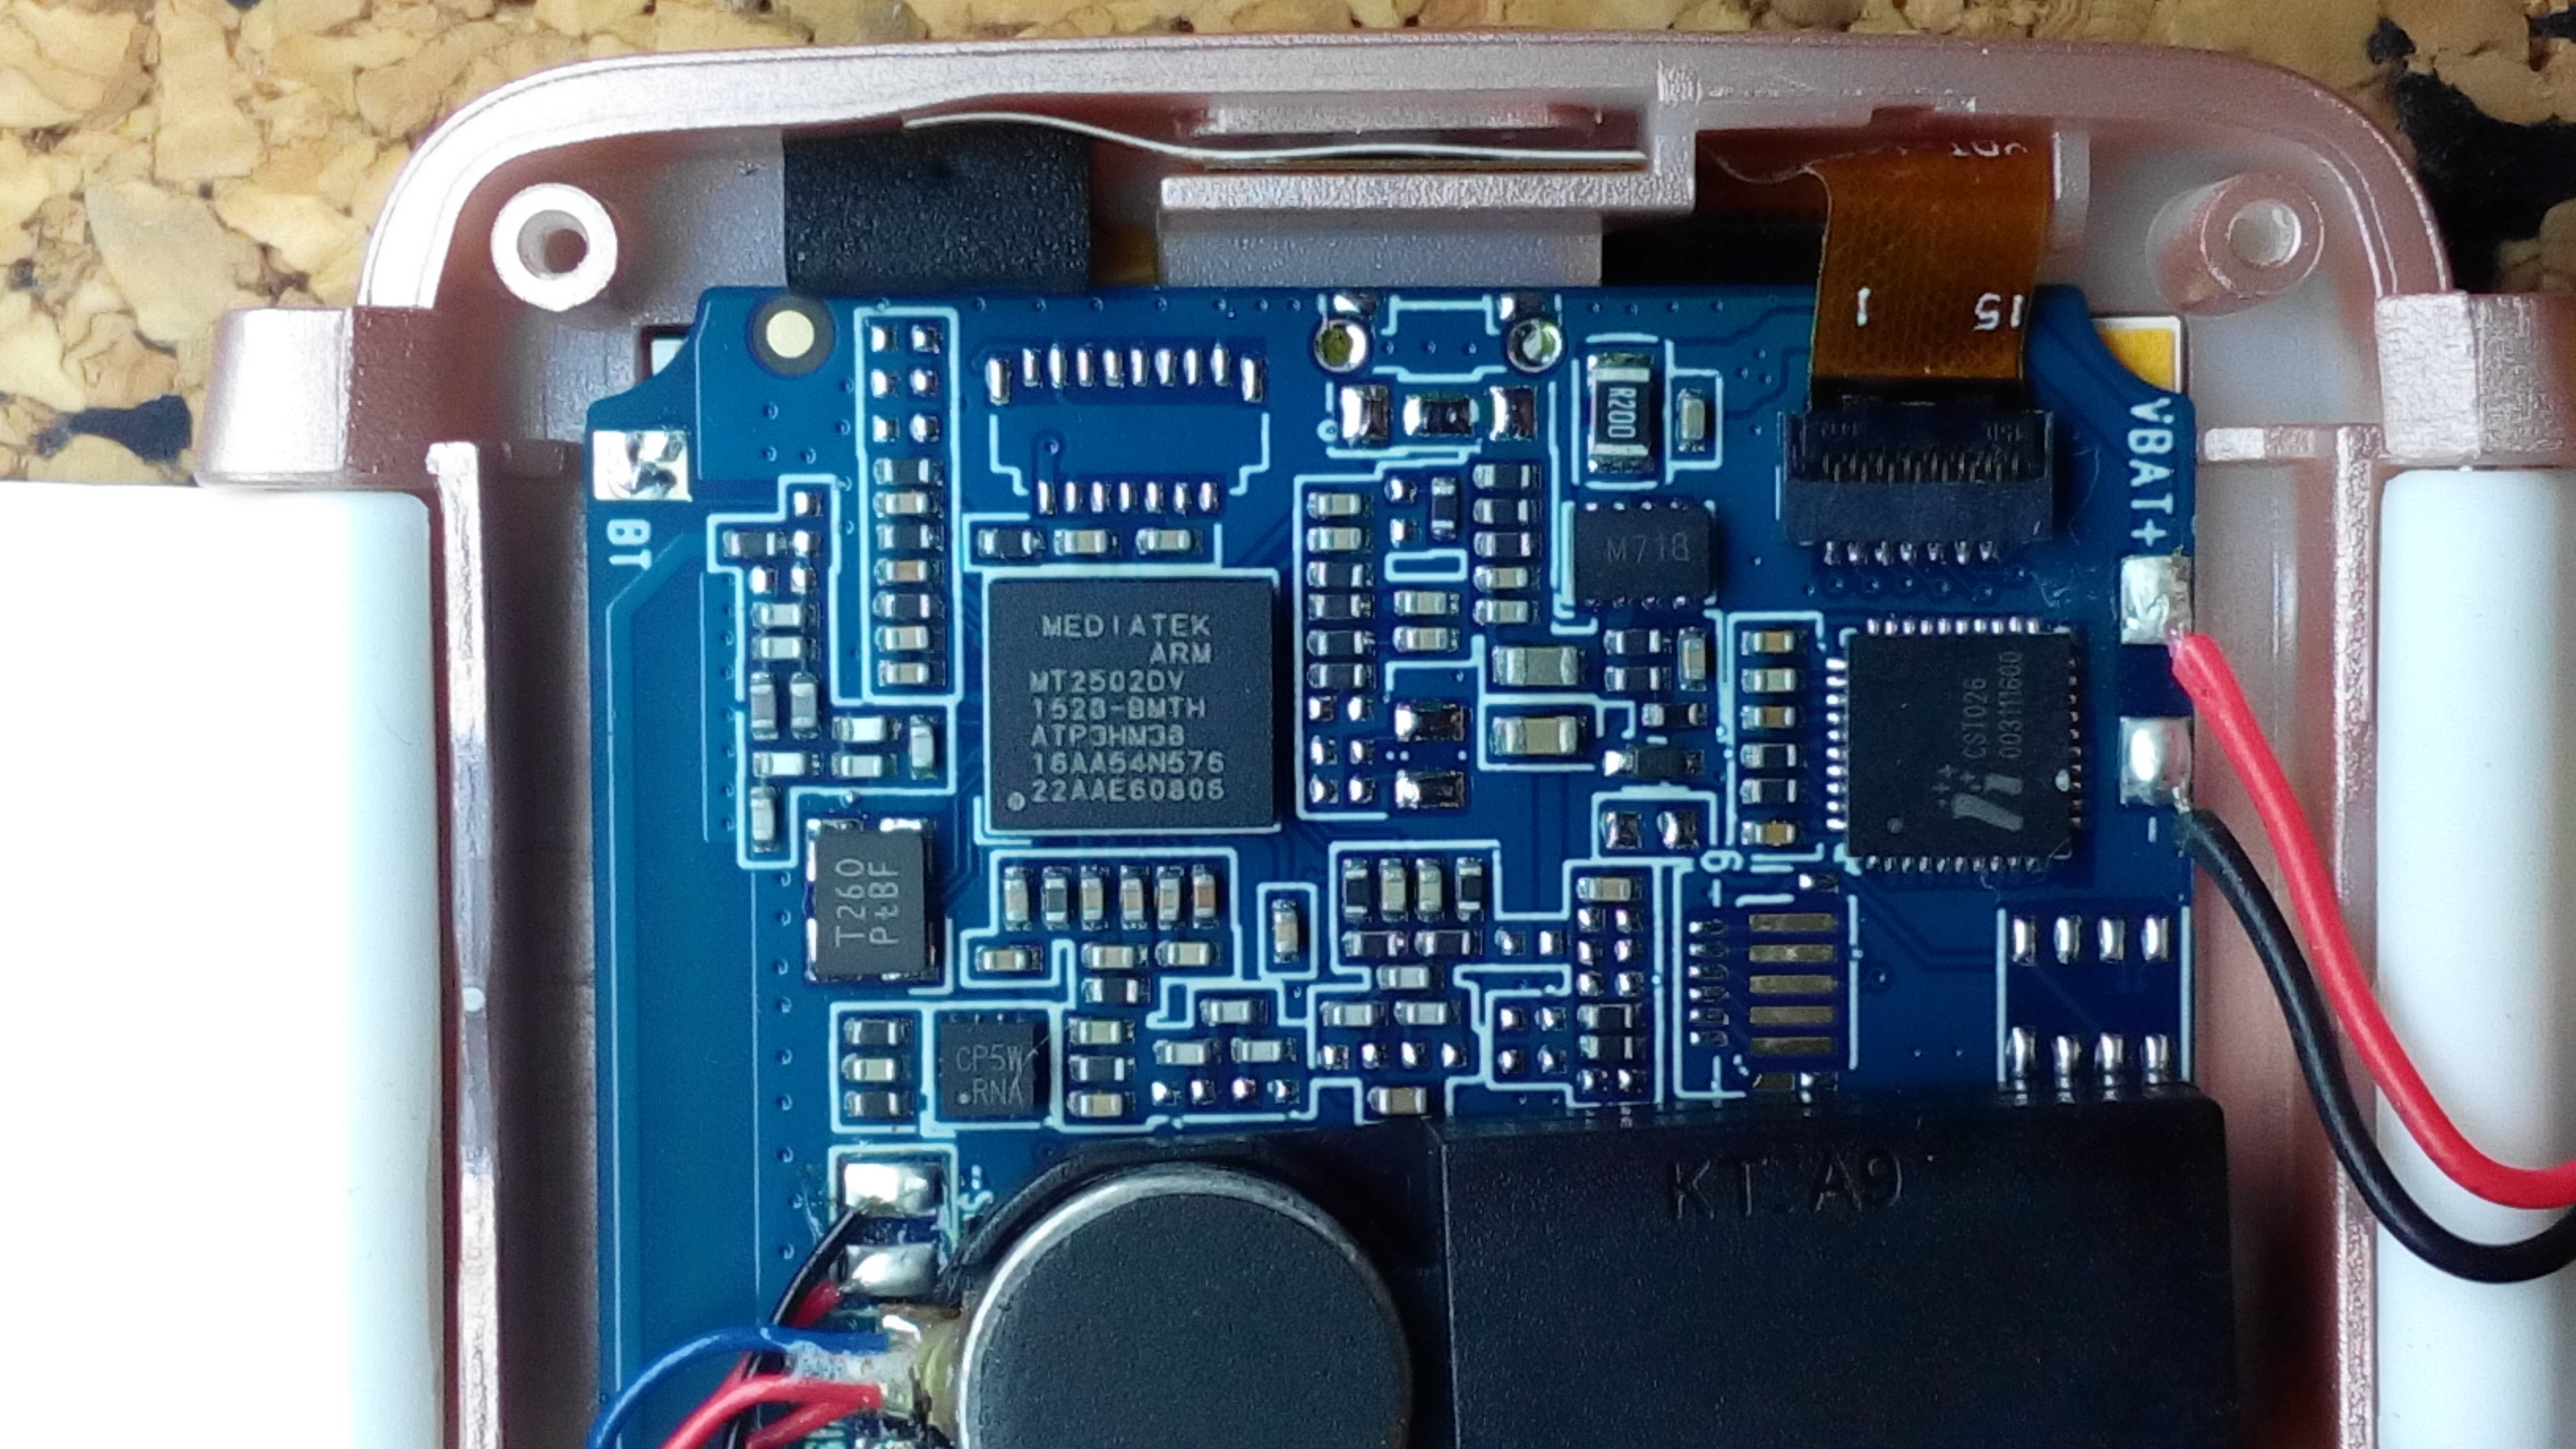 1
15
R200
VBAT+
-
BT
M718
MEDIATEK
ARM
MT2502DV
1528-BMTH
ATP3HM38
16AA54N576
22AAE60806
CST026
0031111600
T260
PtBF
CP5W
.RNA
KT A9